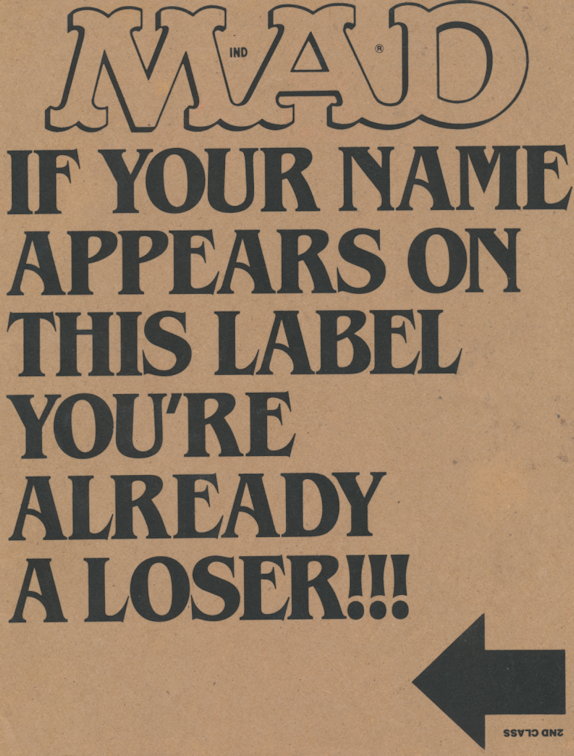 MAD
IND
®
IF YOUR NAME
APPEARS ON
THIS LABEL
YOU'RE
ALREADY
A LOSER!!!
2ND CLASS